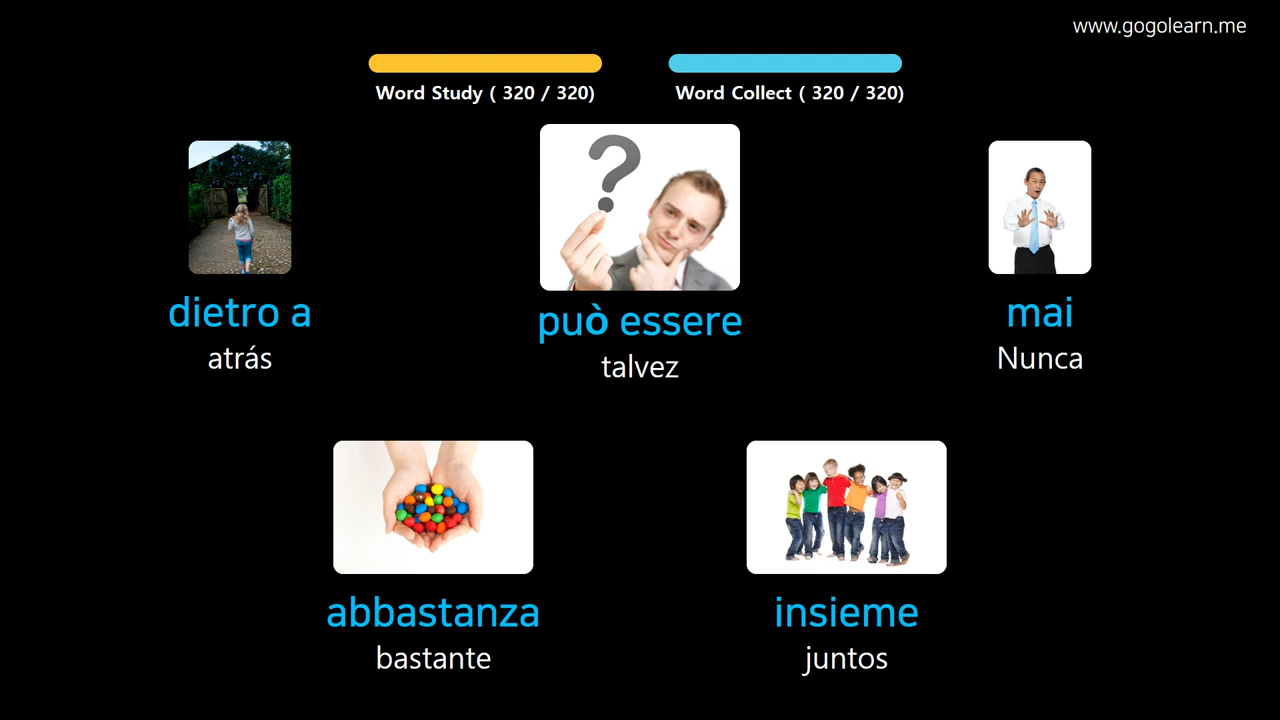 www.gogolearn.me
Word Study ( 320 / 320)
Word Collect ( 320 / 320)
dietro a
atrás
può essere
talvez
mai
Nunca
abbastanza
bastante
insieme
juntos